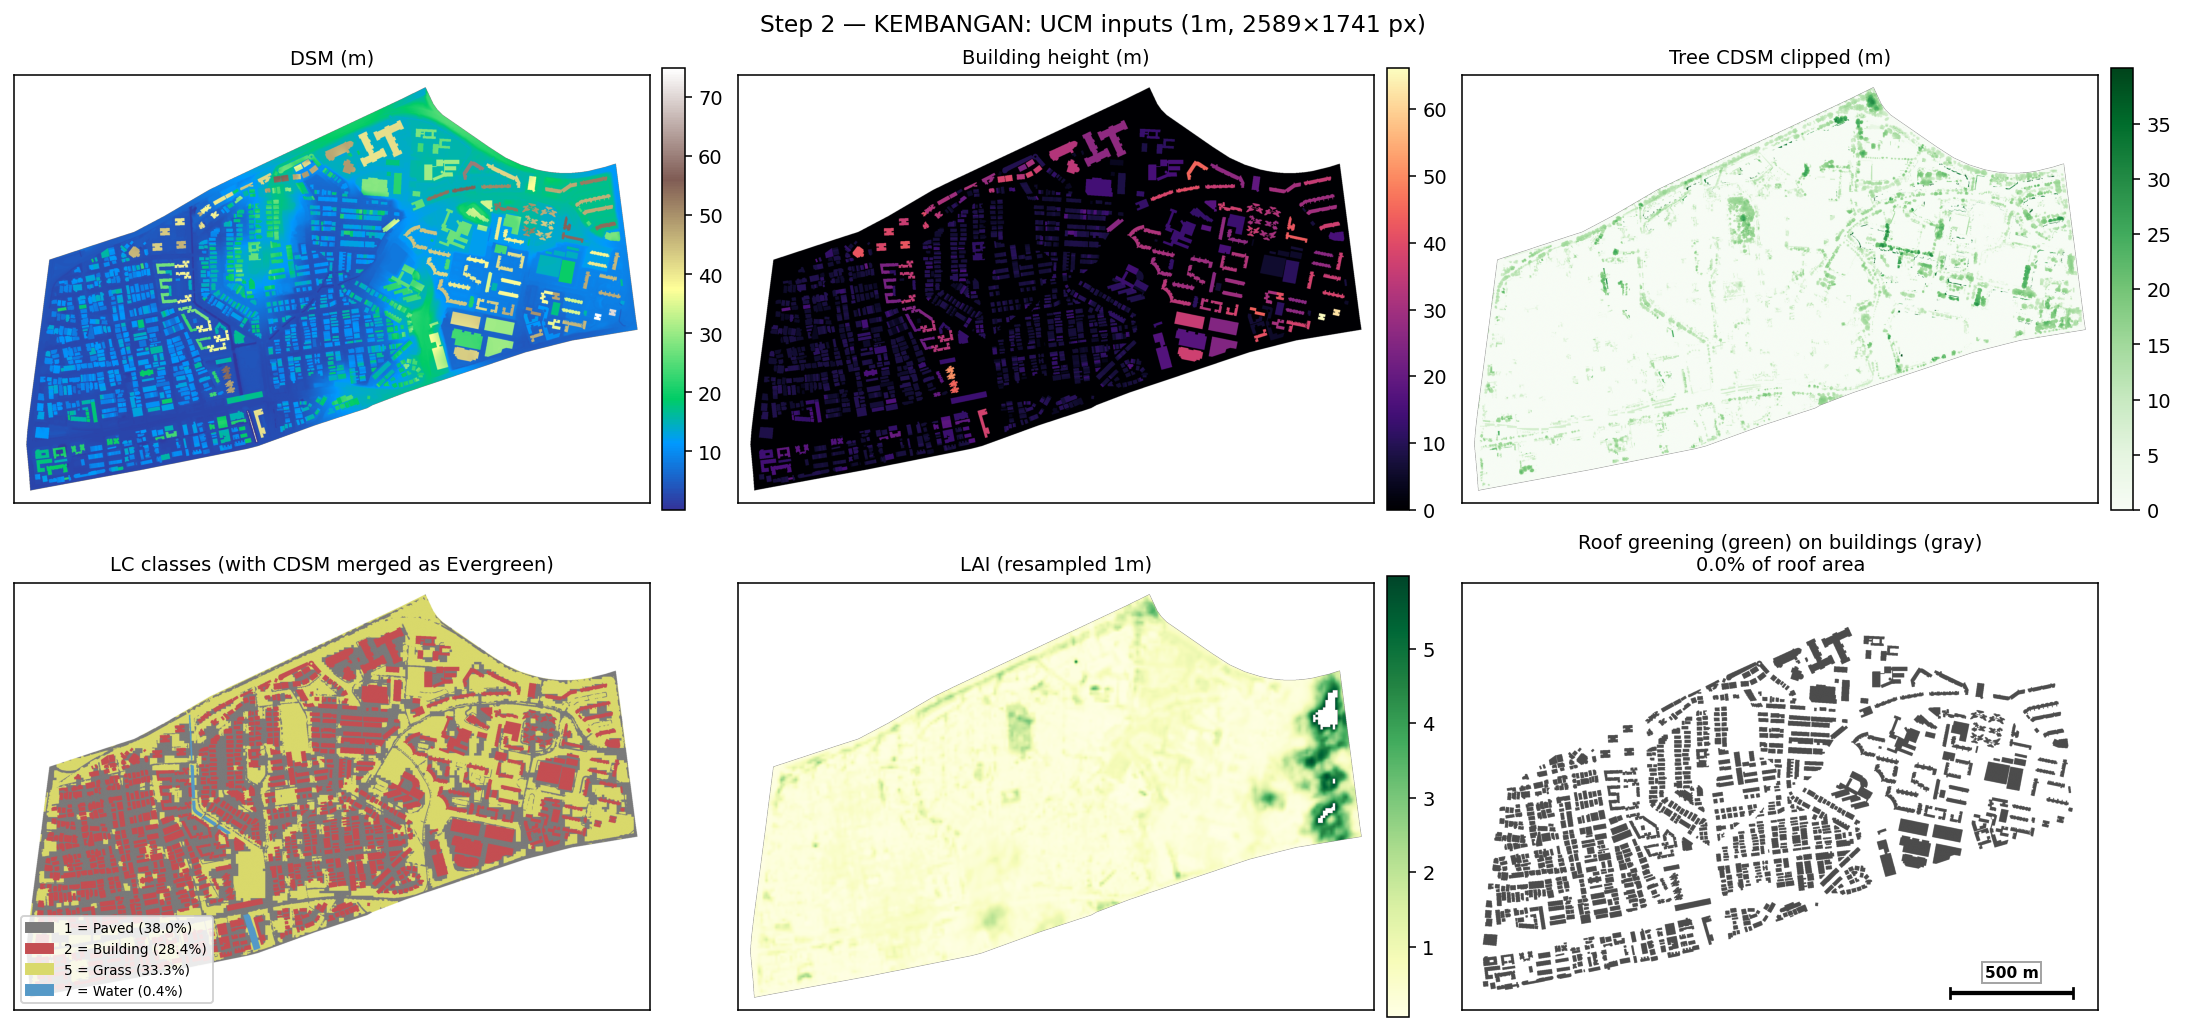 Step 2 — KEMBANGAN: UCM inputs (1m, 2589×1741 px)
DSM (m)
70
60
50
40
30
20
10
Building height (m)
60
50
40
30
20
10
0
Tree CDSM clipped (m)
35
30
25
20
15
10
5
0
LC classes (with CDSM merged as Evergreen)
1 = Paved (38.0%)
2 = Building (28.4%)
5 = Grass (33.3%)
7 = Water (0.4%)
LAI (resampled 1m)
5
4
3
2
1
Roof greening (green) on buildings (gray)
0.0% of roof area
500 m